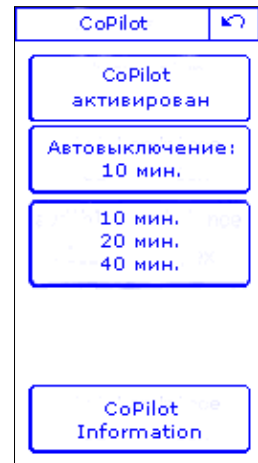 CoPilot
CoPilot
активирован
Автовыключение:
10 мин.
10 мин.
20 мин.
40 мин.
CoPilot
Information